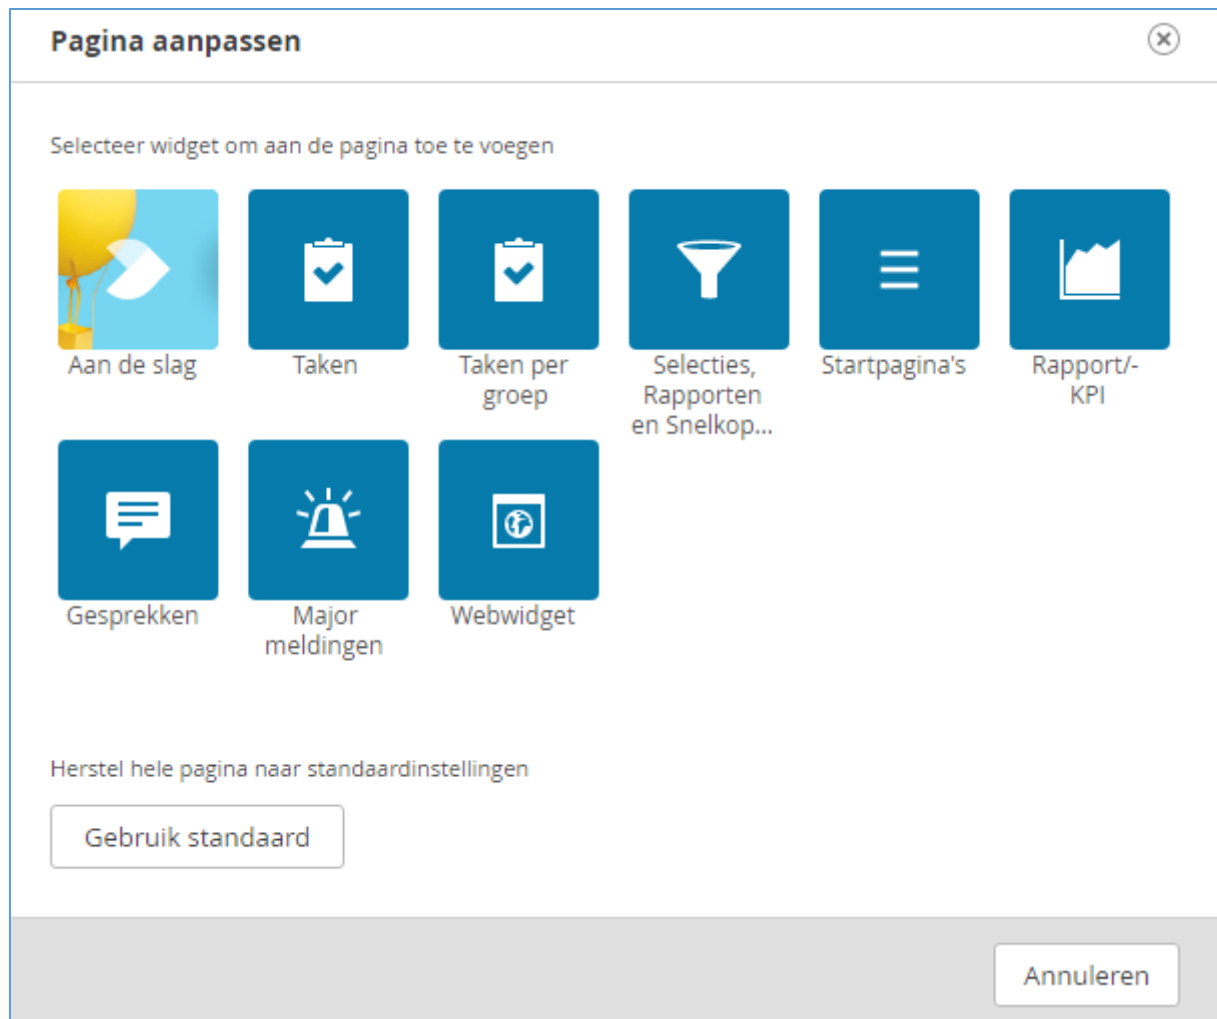 Pagina aanpassen
Selecteer widget om aan de pagina toe te voegen
Aan de slag
Taken
Taken per
groep
Selecties,
Rapporten
en Snelkop...
Startpagina's
Rapport/-
KPI
Gesprekken
Major
meldingen
Webwidget
Herstel hele pagina naar standaardinstellingen
Gebruik standaard
Annuleren